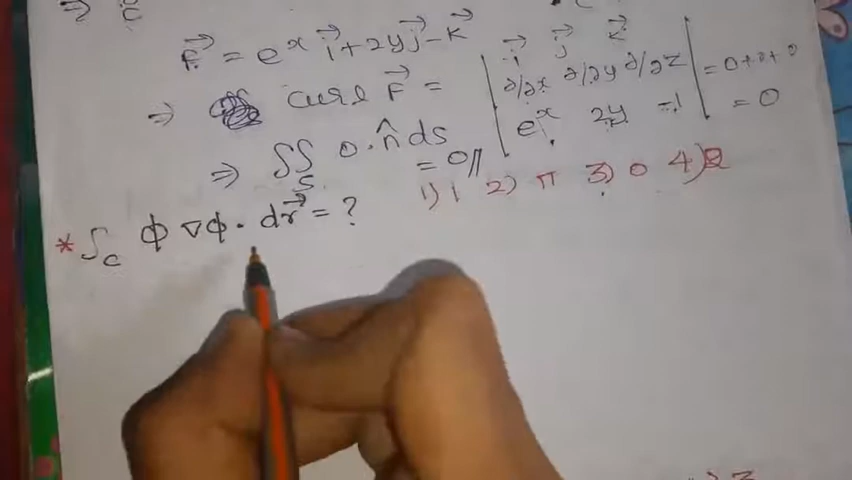 ⇒ c
F⃗ = e^x i⃗ + 2y j⃗ - k⃗
⇒ curl F⃗ = | i⃗ j⃗ k⃗ ; ∂/∂x ∂/∂y ∂/∂z ; e^x 2y -1 | = 0+0+0
= 0
⇒ ∬_S 0 · n̂ ds = 0//
* ∫_C ϕ ∇ϕ · dr⃗ = ? 1) 1 2) π 3) 0 4) 2